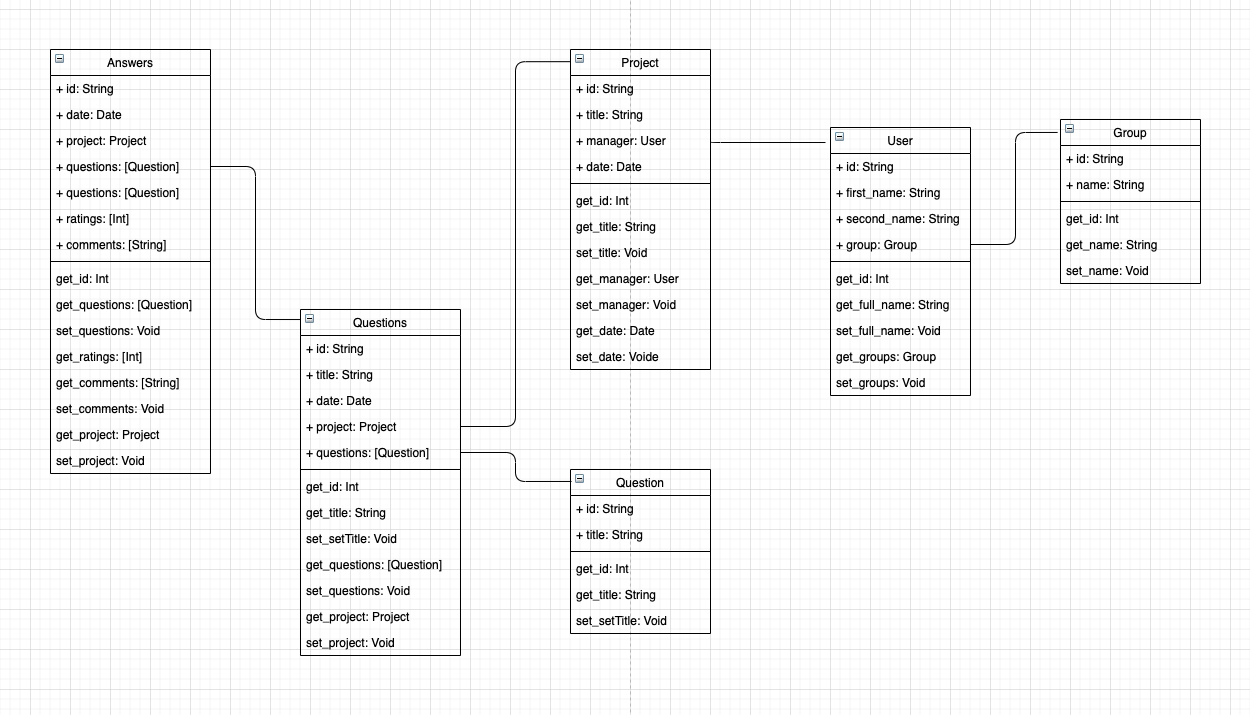 Answers
+ id: String
+ date: Date
+ project: Project
+ questions: [Question]
+ questions: [Question]
+ ratings: [Int]
+ comments: [String]
get_id: Int
get_questions: [Question]
set_questions: Void
get_ratings: [Int]
get_comments: [String]
set_comments: Void
get_project: Project
set_project: Void
Questions
+ id: String
+ title: String
+ date: Date
+ project: Project
+ questions: [Question]
get_id: Int
get_title: String
set_setTitle: Void
get_questions: [Question]
set_questions: Void
get_project: Project
set_project: Void
Project
+ id: String
+ title: String
+ manager: User
+ date: Date
get_id: Int
get_title: String
set_title: Void
get_manager: User
set_manager: Void
get_date: Date
set_date: Voide
Question
+ id: String
+ title: String
get_id: Int
get_title: String
set_setTitle: Void
User
+ id: String
+ first_name: String
+ second_name: String
+ group: Group
get_id: Int
get_full_name: String
set_full_name: Void
get_groups: Group
set_groups: Void
Group
+ id: String
+ name: String
get_id: Int
get_name: String
set_name: Void